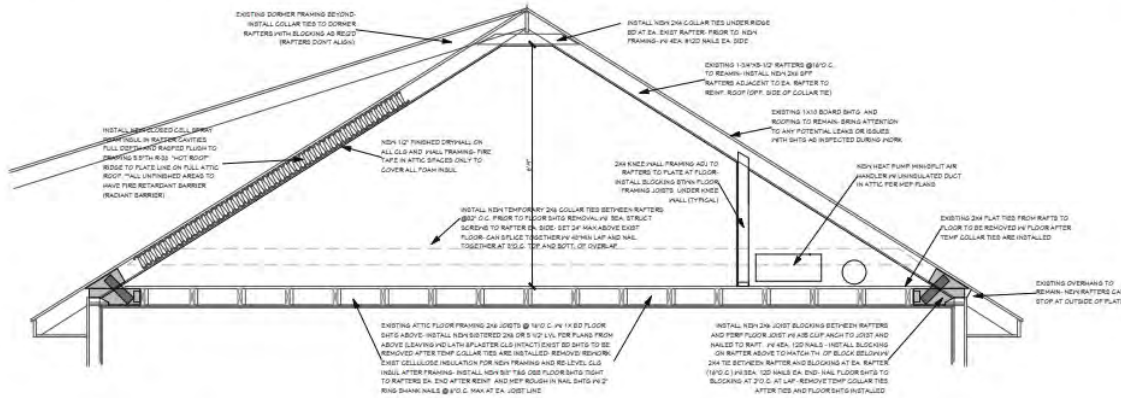 EXISTING DORMER FRAMING BEYOND-
INSTALL COLLAR TIES TO DORMER
RAFTERS WITH BLOCKING AS REQ'D
(RAFTERS DON'T ALIGN)
INSTALL NEW 2X6 COLLAR TIES UNDER RIDGE
BD AT EA. EXIST RAFTER- PRIOR TO NEW
FRAMING- W/ 4EA. #12D NAILS EA. SIDE
EXISTING 1-3/4"X5-1/2" RAFTERS @16"O.C.
TO REAMIN- INSTALL NEW 2X6 SPF
RAFTERS ADJACENT TO EA. RAFTER TO
REINF. ROOF (OPP. SIDE OF COLLAR TIE)
EXISTING 1X10 BOARD SHTG AND
ROOFING TO REMAIN- BRING ATTENTION
TO ANY POTENTIAL LEAKS OR ISSUES
WITH SHTG AS INSPECTED DURING WORK
INSTALL NEW CLOSED CELL SPRAY
FOAM INSUL IN RAFTER CAVITIES
FULL DEPTH AND RASPED FLUSH TO
FRAMING 5.5"TH R-33 "HOT ROOF"
RIDGE TO PLATE LINE ON FULL ATTIC
ROOF. **ALL UNFINISHED AREAS TO
HAVE FIRE RETARDANT BARRIER
(RADIANT BARRIER)
NEW 1/2" FINISHED DRYWALL ON
ALL CLG AND WALL FRAMING- FIRE
TAPE IN ATTIC SPACES ONLY TO
COVER ALL FOAM INSUL
2X4 KNEE WALL FRAMING ADJ TO
RAFTERS TO PLATE AT FLOOR-
INSTALL BLOCKING BTWN FLOOR
FRAMING JOISTS UNDER KNEE
WALL (TYPICAL)
NEW HEAT PUMP MINI-SPLIT AIR
HANDLER W/ UNINSULATED DUCT
IN ATTIC PER MEP PLANS
INSTALL NEW TEMPORARY 2X6 COLLAR TIES BETWEEN RAFTERS
@32" O.C. PRIOR TO FLOOR SHTG REMOVAL W/ 3EA. STRUCT
SCREWS TO RAFTER EA. SIDE- SET 24" MAX ABOVE EXIST
FLOOR- CAN SPLICE TOGETHER W/ 40"MIN LAP AND NAIL
TOGETHER AT 3"O.C. TOP AND BOTT. OF OVERLAP
EXISTING 2X4 FLAT TIES FROM RAFTS TO
FLOOR TO BE REMOVED W/ FLOOR AFTER
TEMP COLLAR TIES ARE INSTALLED
EXISTING OVERHANG TO
REMAIN- NEW RAFTERS CAN
STOP AT OUTSIDE OF PLATE
EXISTING ATTIC FLOOR FRAMING 2X6 JOISTS @ 16"O.C. W/ 1X BD FLOOR
SHTG ABOVE- INSTALL NEW SISTERED 2X6 OR 5 1/2" LVL PER PLANS FROM
ABOVE (LEAVING W/D LATH &PLASTER CLG INTACT) EXIST BD SHTG TO BE
REMOVED AFTER TEMP COLLAR TIES ARE INSTALLED- REMOVE/REWORK
EXIST CELLULOSE INSULATION FOR NEW FRAMING AND RE-LEVEL CLG
INSUL AFTER FRAMING- INSTALL NEW 5/8" T&G OSB FLOOR SHTG TIGHT
TO RAFTERS EA. END AFTER REINF. AND MEP ROUGH IN NAIL SHTG W/ 2"
RING SHANK NAILS @ 6"O.C. MAX AT EA. JOIST LINE
INSTALL NEW 2X6 JOIST BLOCKING BETWEEN RAFTERS
AND PERP FLOOR JOIST W/ A35 CLIP ANCH TO JOIST AND
NAILED TO RAFT. W/ 4EA. 12D NAILS - INSTALL BLOCKING
ON RAFTER ABOVE TO MATCH TH. OF BLOCK BELOW W/
2X4 TIE BETWEEN RAFTER AND BLOCKING AT EA. RAFTER
(16"O.C.) W/ 3EA. 12D NAILS EA. END- NAIL FLOOR SHTG TO
BLOCKING AT 2"O.C. AT LAP - REMOVE TEMP COLLAR TIES
AFTER TIES AND FLOOR SHTG INSTALLED